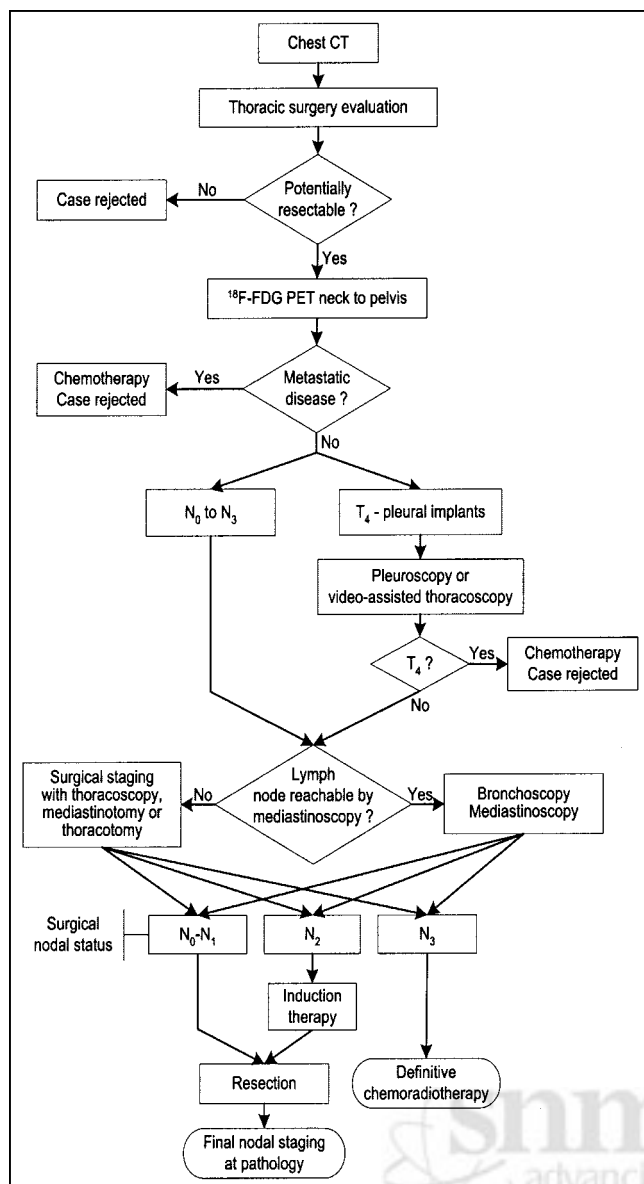 Chest CT
Thoracic surgery evaluation
Potentially
resectable ?
No
Case rejected
Yes
¹⁸F-FDG PET neck to pelvis
Metastatic
disease ?
Yes
Chemotherapy
Case rejected
No
N₀ to N₃
T₄ - pleural implants
Pleuroscopy or
video-assisted thoracoscopy
T₄ ?
Yes
Chemotherapy
Case rejected
No
Lymph
node reachable by
mediastinoscopy ?
No
Surgical staging
with thoracoscopy,
mediastinotomy or
thoracotomy
Yes
Bronchoscopy
Mediastinoscopy
Surgical
nodal status
N₀-N₁
N₂
N₃
Induction
therapy
Resection
Definitive
chemoradiotherapy
Final nodal staging
at pathology
snm
advanci